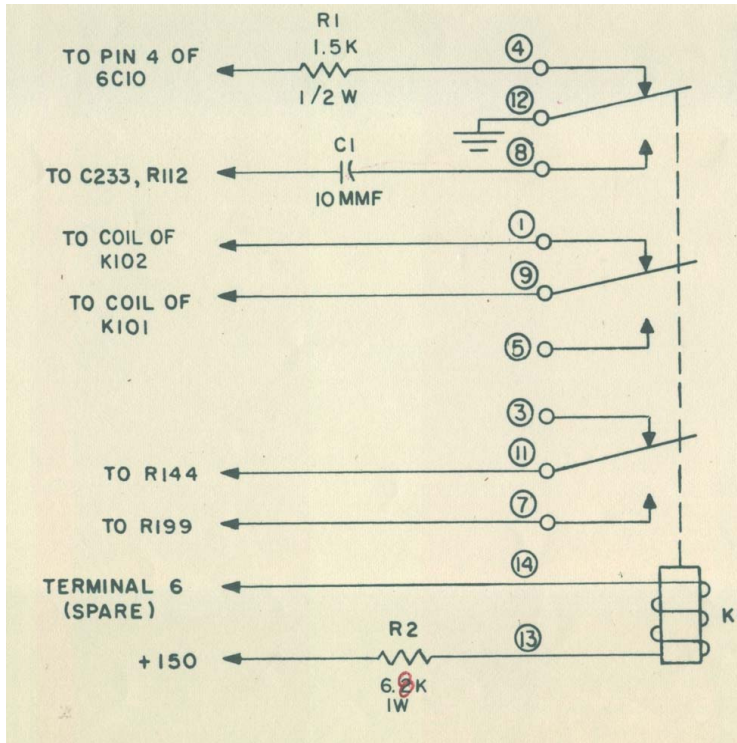 R1
1.5K
TO PIN 4 OF
6C10
1/2 W
4
12
C1
8
TO C233, R112
10 MMF
1
TO COIL OF
K102
9
TO COIL OF
K101
5
3
11
TO R144
7
TO R199
14
TERMINAL 6
(SPARE)
K
R2
13
+150
1W